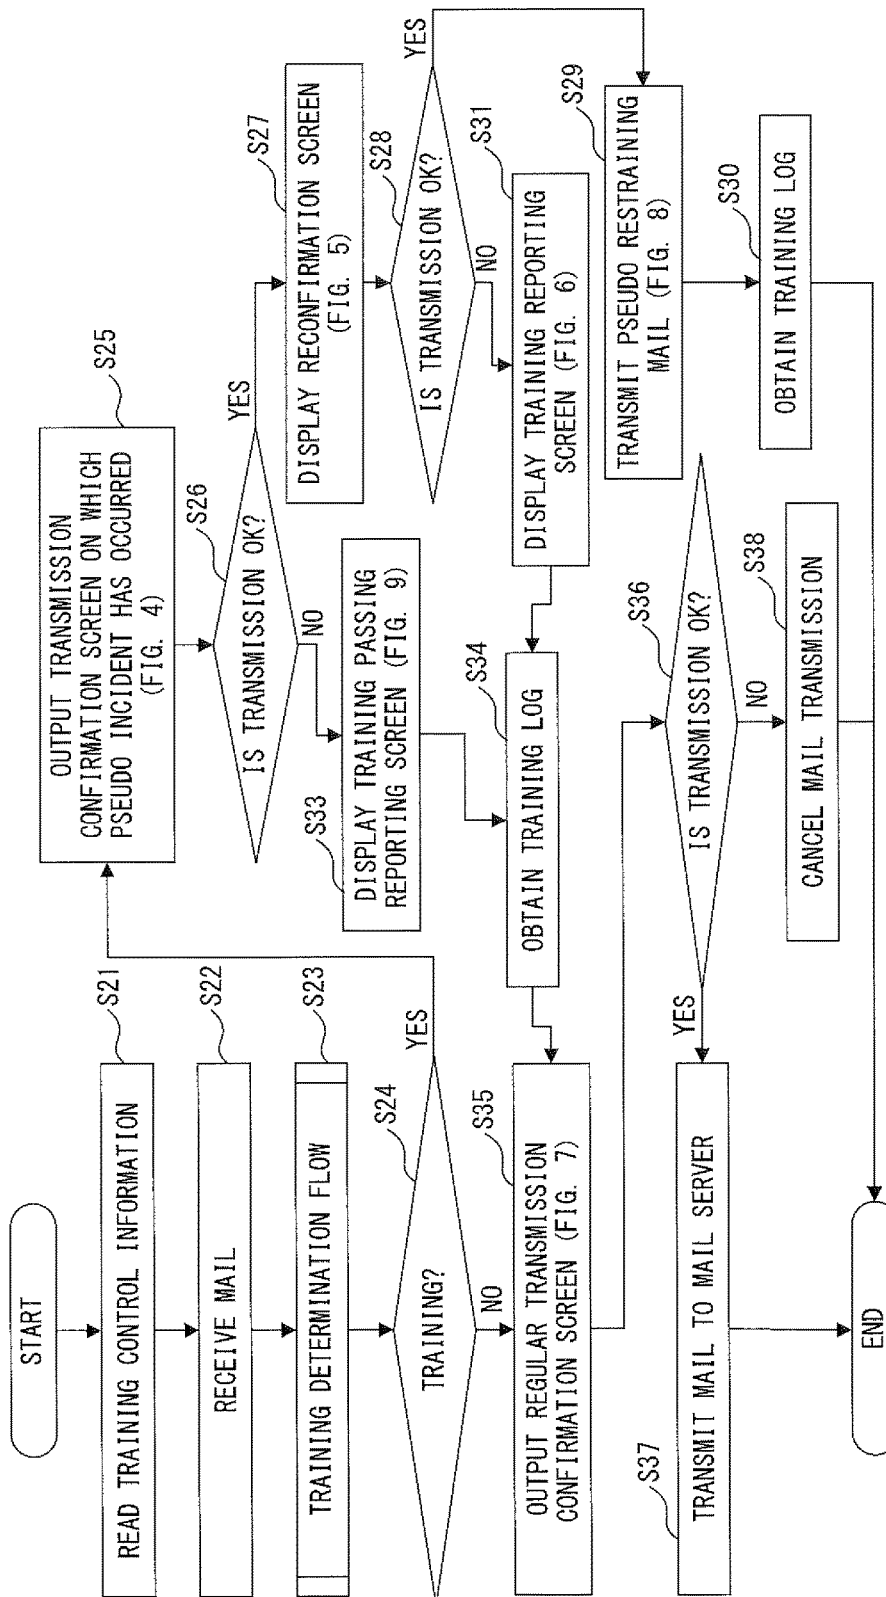 START
S21
READ TRAINING CONTROL INFORMATION
S22
RECEIVE MAIL
S23
TRAINING DETERMINATION FLOW
S24
TRAINING?
YES
NO
S25
OUTPUT TRANSMISSION
CONFIRMATION SCREEN ON WHICH
PSEUDO INCIDENT HAS OCCURRED
(FIG. 4)
S26
IS TRANSMISSION OK?
YES
NO
S27
DISPLAY RECONFIRMATION SCREEN
(FIG. 5)
S28
IS TRANSMISSION OK?
YES
NO
S33
DISPLAY TRAINING PASSING
REPORTING SCREEN (FIG. 9)
S31
DISPLAY TRAINING REPORTING
SCREEN (FIG. 6)
S29
TRANSMIT PSEUDO RESTRAINING
MAIL (FIG. 8)
S30
OBTAIN TRAINING LOG
S34
OBTAIN TRAINING LOG
S35
OUTPUT REGULAR TRANSMISSION
CONFIRMATION SCREEN (FIG. 7)
S36
IS TRANSMISSION OK?
YES
NO
S37
TRANSMIT MAIL TO MAIL SERVER
S38
CANCEL MAIL TRANSMISSION
END